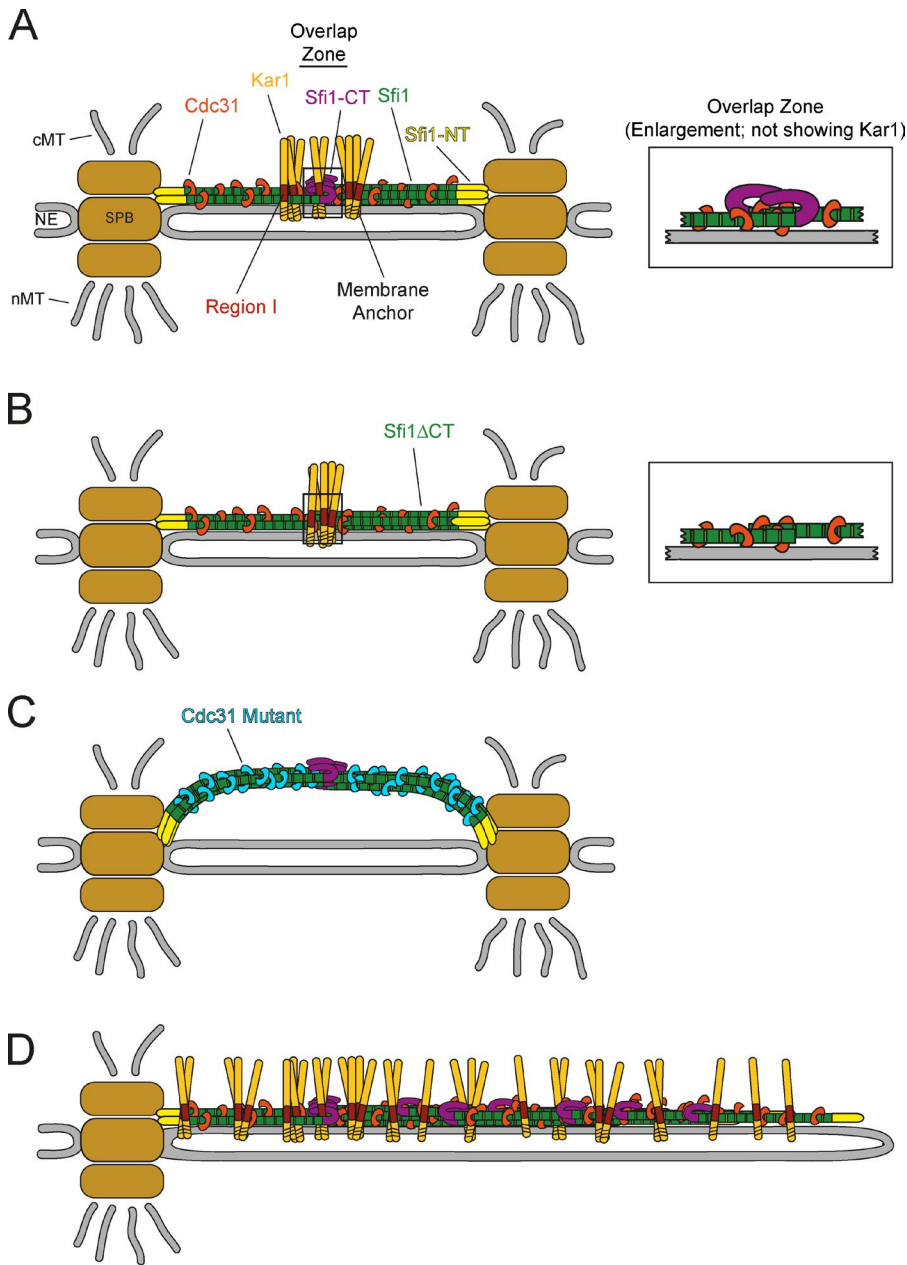 A
Overlap
Zone
Kar1
Sfi1-CT
Sfi1
Cdc31
Sfi1-NT
cMT
NE
SPB
nMT
Region I
Membrane
Anchor
Overlap Zone
(Enlargement; not showing Kar1)
B
Sfi1ΔCT
C
Cdc31 Mutant
D